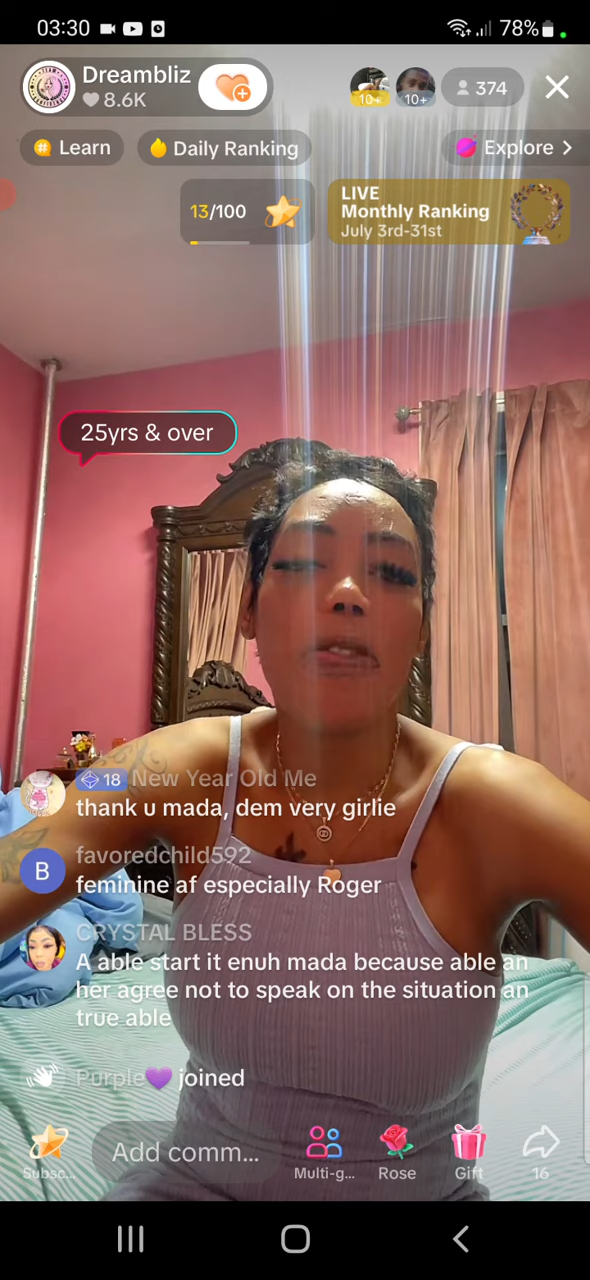 03:30
78%
Dreambliz
8.6K
10+
10+
374
Learn
Daily Ranking
Explore
13/100
LIVE
Monthly Ranking
July 3rd-31st
25yrs & over
18 New Year Old Me
thank u mada, dem very girlie
B
favoredchild592
feminine af especially Roger
CRYSTAL BLESS
A able start it enuh mada because able an
her agree not to speak on the situation an
true able
Purple💜 joined
Subsc...
Add comm...
Multi-g...
Rose
Gift
16